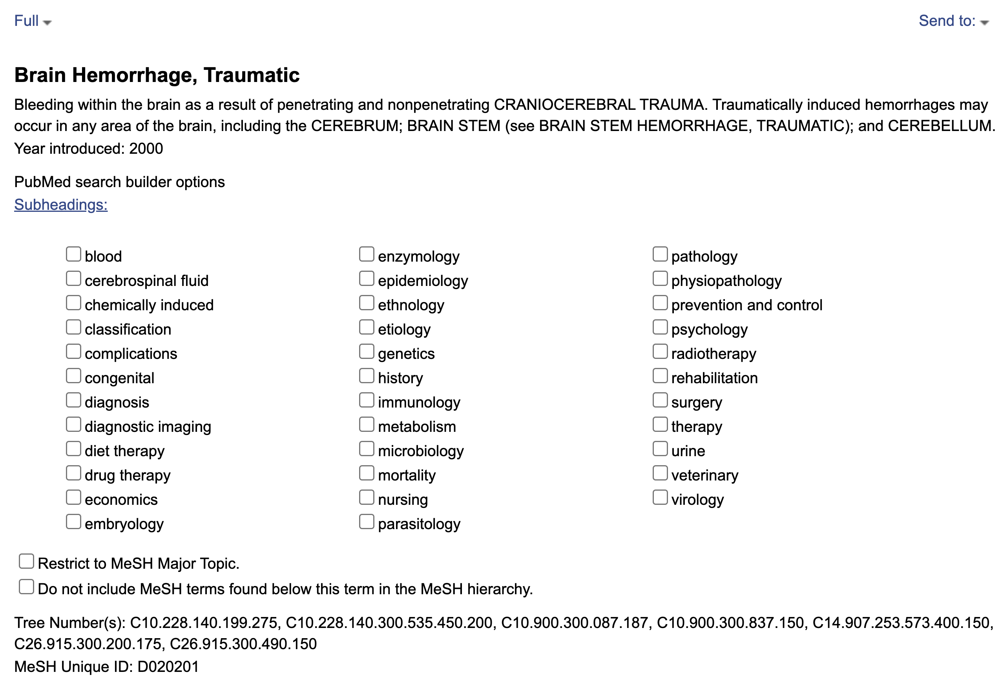 Full
Send to:
Brain Hemorrhage, Traumatic
Bleeding within the brain as a result of penetrating and nonpenetrating CRANIOCEREBRAL TRAUMA. Traumatically induced hemorrhages may
occur in any area of the brain, including the CEREBRUM; BRAIN STEM (see BRAIN STEM HEMORRHAGE, TRAUMATIC); and CEREBELLUM.
Year introduced: 2000
PubMed search builder options
Subheadings:
blood
cerebrospinal fluid
chemically induced
classification
complications
congenital
diagnosis
diagnostic imaging
diet therapy
drug therapy
economics
embryology
enzymology
epidemiology
ethnology
etiology
genetics
history
immunology
metabolism
microbiology
mortality
nursing
parasitology
pathology
physiopathology
prevention and control
psychology
radiotherapy
rehabilitation
surgery
therapy
urine
veterinary
virology
Restrict to MeSH Major Topic.
Do not include MeSH terms found below this term in the MeSH hierarchy.
Tree Number(s): C10.228.140.199.275, C10.228.140.300.535.450.200, C10.900.300.087.187, C10.900.300.837.150, C14.907.253.573.400.150,
C26.915.300.200.175, C26.915.300.490.150
MeSH Unique ID: D020201